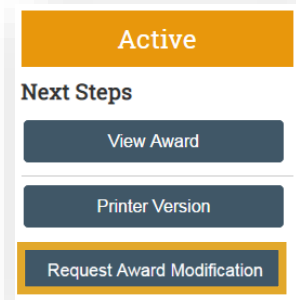 Active
Next Steps
View Award
Printer Version
Request Award Modification